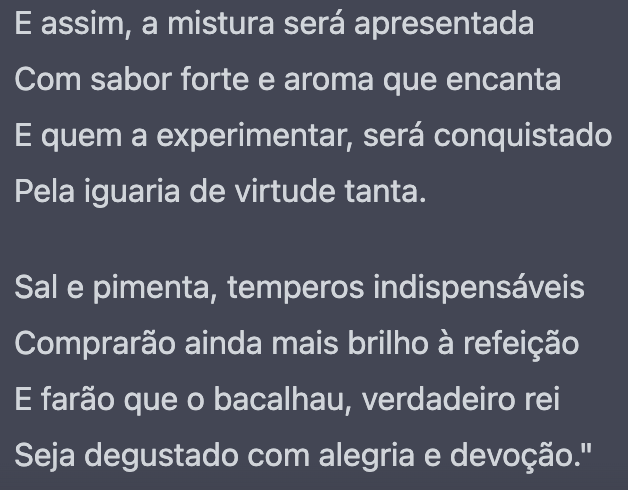 E assim, a mistura será apresentada
Com sabor forte e aroma que encanta
E quem a experimentar, será conquistado
Pela iguaria de virtude tanta.
Sal e pimenta, temperos indispensáveis
Comprarão ainda mais brilho à refeição
E farão que o bacalhau, verdadeiro rei
Seja degustado com alegria e devoção."